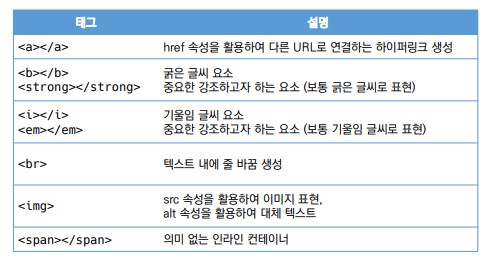 태그 설명
<a></a> href 속성을 활용하여 다른 URL로 연결하는 하이퍼링크 생성
<b></b> 굵은 글씨 요소
<strong></strong> 중요한 강조하고자 하는 요소 (보통 굵은 글씨로 표현)
<i></i> 기울임 글씨 요소
<em></em> 중요한 강조하고자 하는 요소 (보통 기울임 글씨로 표현)
<br> 텍스트 내에 줄 바꿈 생성
<img> src 속성을 활용하여 이미지 표현,
alt 속성을 활용하여 대체 텍스트
<span></span> 의미 없는 인라인 컨테이너